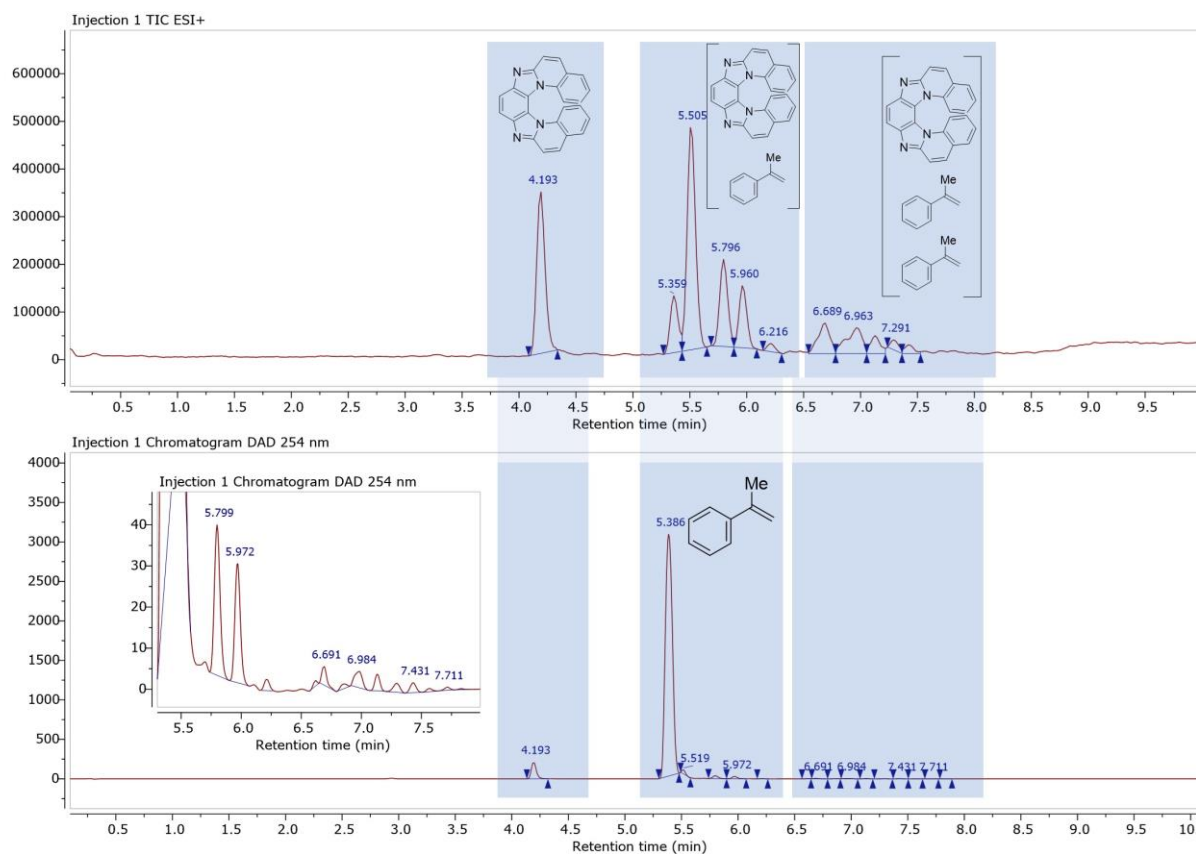 Injection 1 TIC ESI+
600000
500000
400000
300000
200000
100000
0
4.193
5.359
5.505
5.796
5.960
6.216
6.689
6.963
7.291
N
N
N
N
N
N
N
N
Me
N
N
N
N
Me
Me
0.5 1.0 1.5 2.0 2.5 3.0 3.5 4.0 4.5 5.0 5.5 6.0 6.5 7.0 7.5 8.0 8.5 9.0 9.5 10.0
Retention time (min)
Injection 1 Chromatogram DAD 254 nm
4000
3500
3000
2500
2000
1500
1000
500
0
Injection 1 Chromatogram DAD 254 nm
40
30
20
10
0
5.799
5.972
6.691
6.984
7.431
7.711
5.5 6.0 6.5 7.0 7.5
Retention time (min)
Me
4.193
5.386
5.519
5.972
6.691
6.984
7.431
7.711
0.5 1.0 1.5 2.0 2.5 3.0 3.5 4.0 4.5 5.0 5.5 6.0 6.5 7.0 7.5 8.0 8.5 9.0 9.5
Retention time (min)